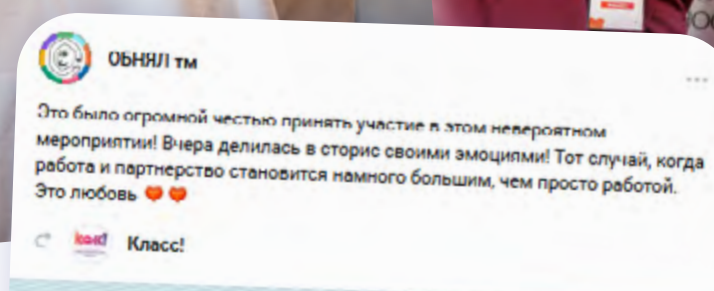 ОБНЯЛ тм
Это было огромной честью принять участие в этом невероятном
мероприятии! Вчера делилась в сторис своими эмоциями! Тот случай, когда
работа и партнерство становится намного большим, чем просто работой.
Это любовь
Класс!